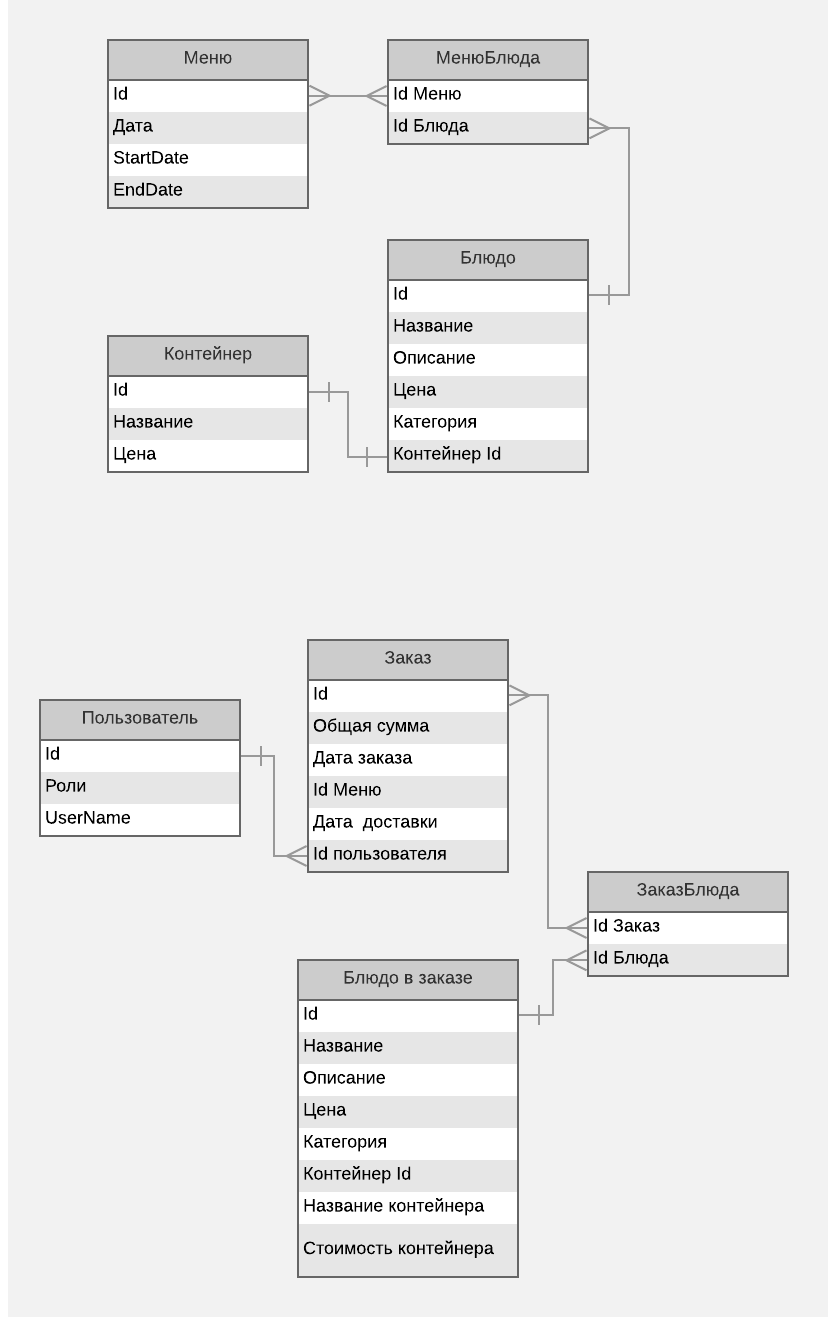 Меню
Id
Дата
StartDate
EndDate
МенюБлюда
Id Меню
Id Блюда
Блюдо
Id
Название
Описание
Цена
Категория
Контейнер Id
Контейнер
Id
Название
Цена
Заказ
Id
Общая сумма
Дата заказа
Id Меню
Дата  доставки
Id пользователя
Пользователь
Id
Роли
UserName
ЗаказБлюда
Id Заказ
Id Блюда
Блюдо в заказе
Id
Название
Описание
Цена
Категория
Контейнер Id
Название контейнера
Стоимость контейнера